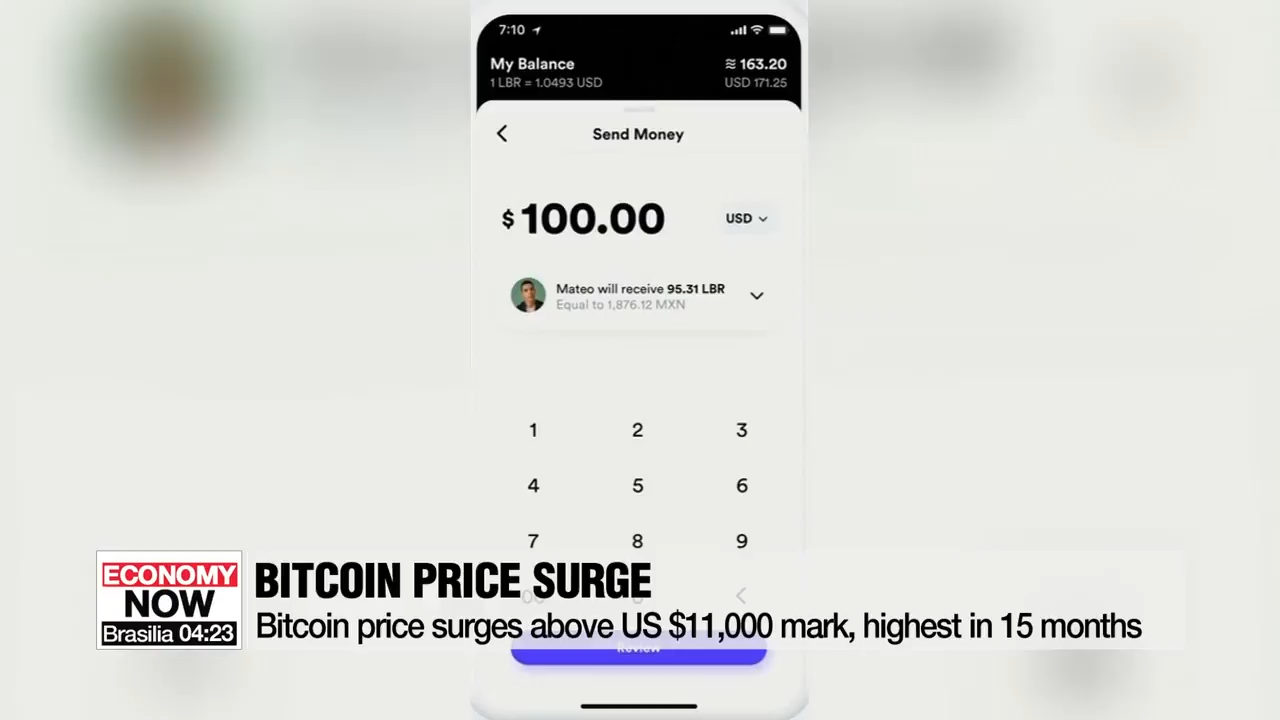 7:10
My Balance
≋ 163.20
1 LBR = 1.0493 USD
USD 171.25
Send Money
$ 100.00
USD
Mateo will receive 95.31 LBR
Equal to 1,876.12 MXN
1 2 3
4 5 6
7 8 9
ECONOMY
NOW
Brasilia 04:23
BITCOIN PRICE SURGE
Bitcoin price surges above US $11,000 mark, highest in 15 months
Review